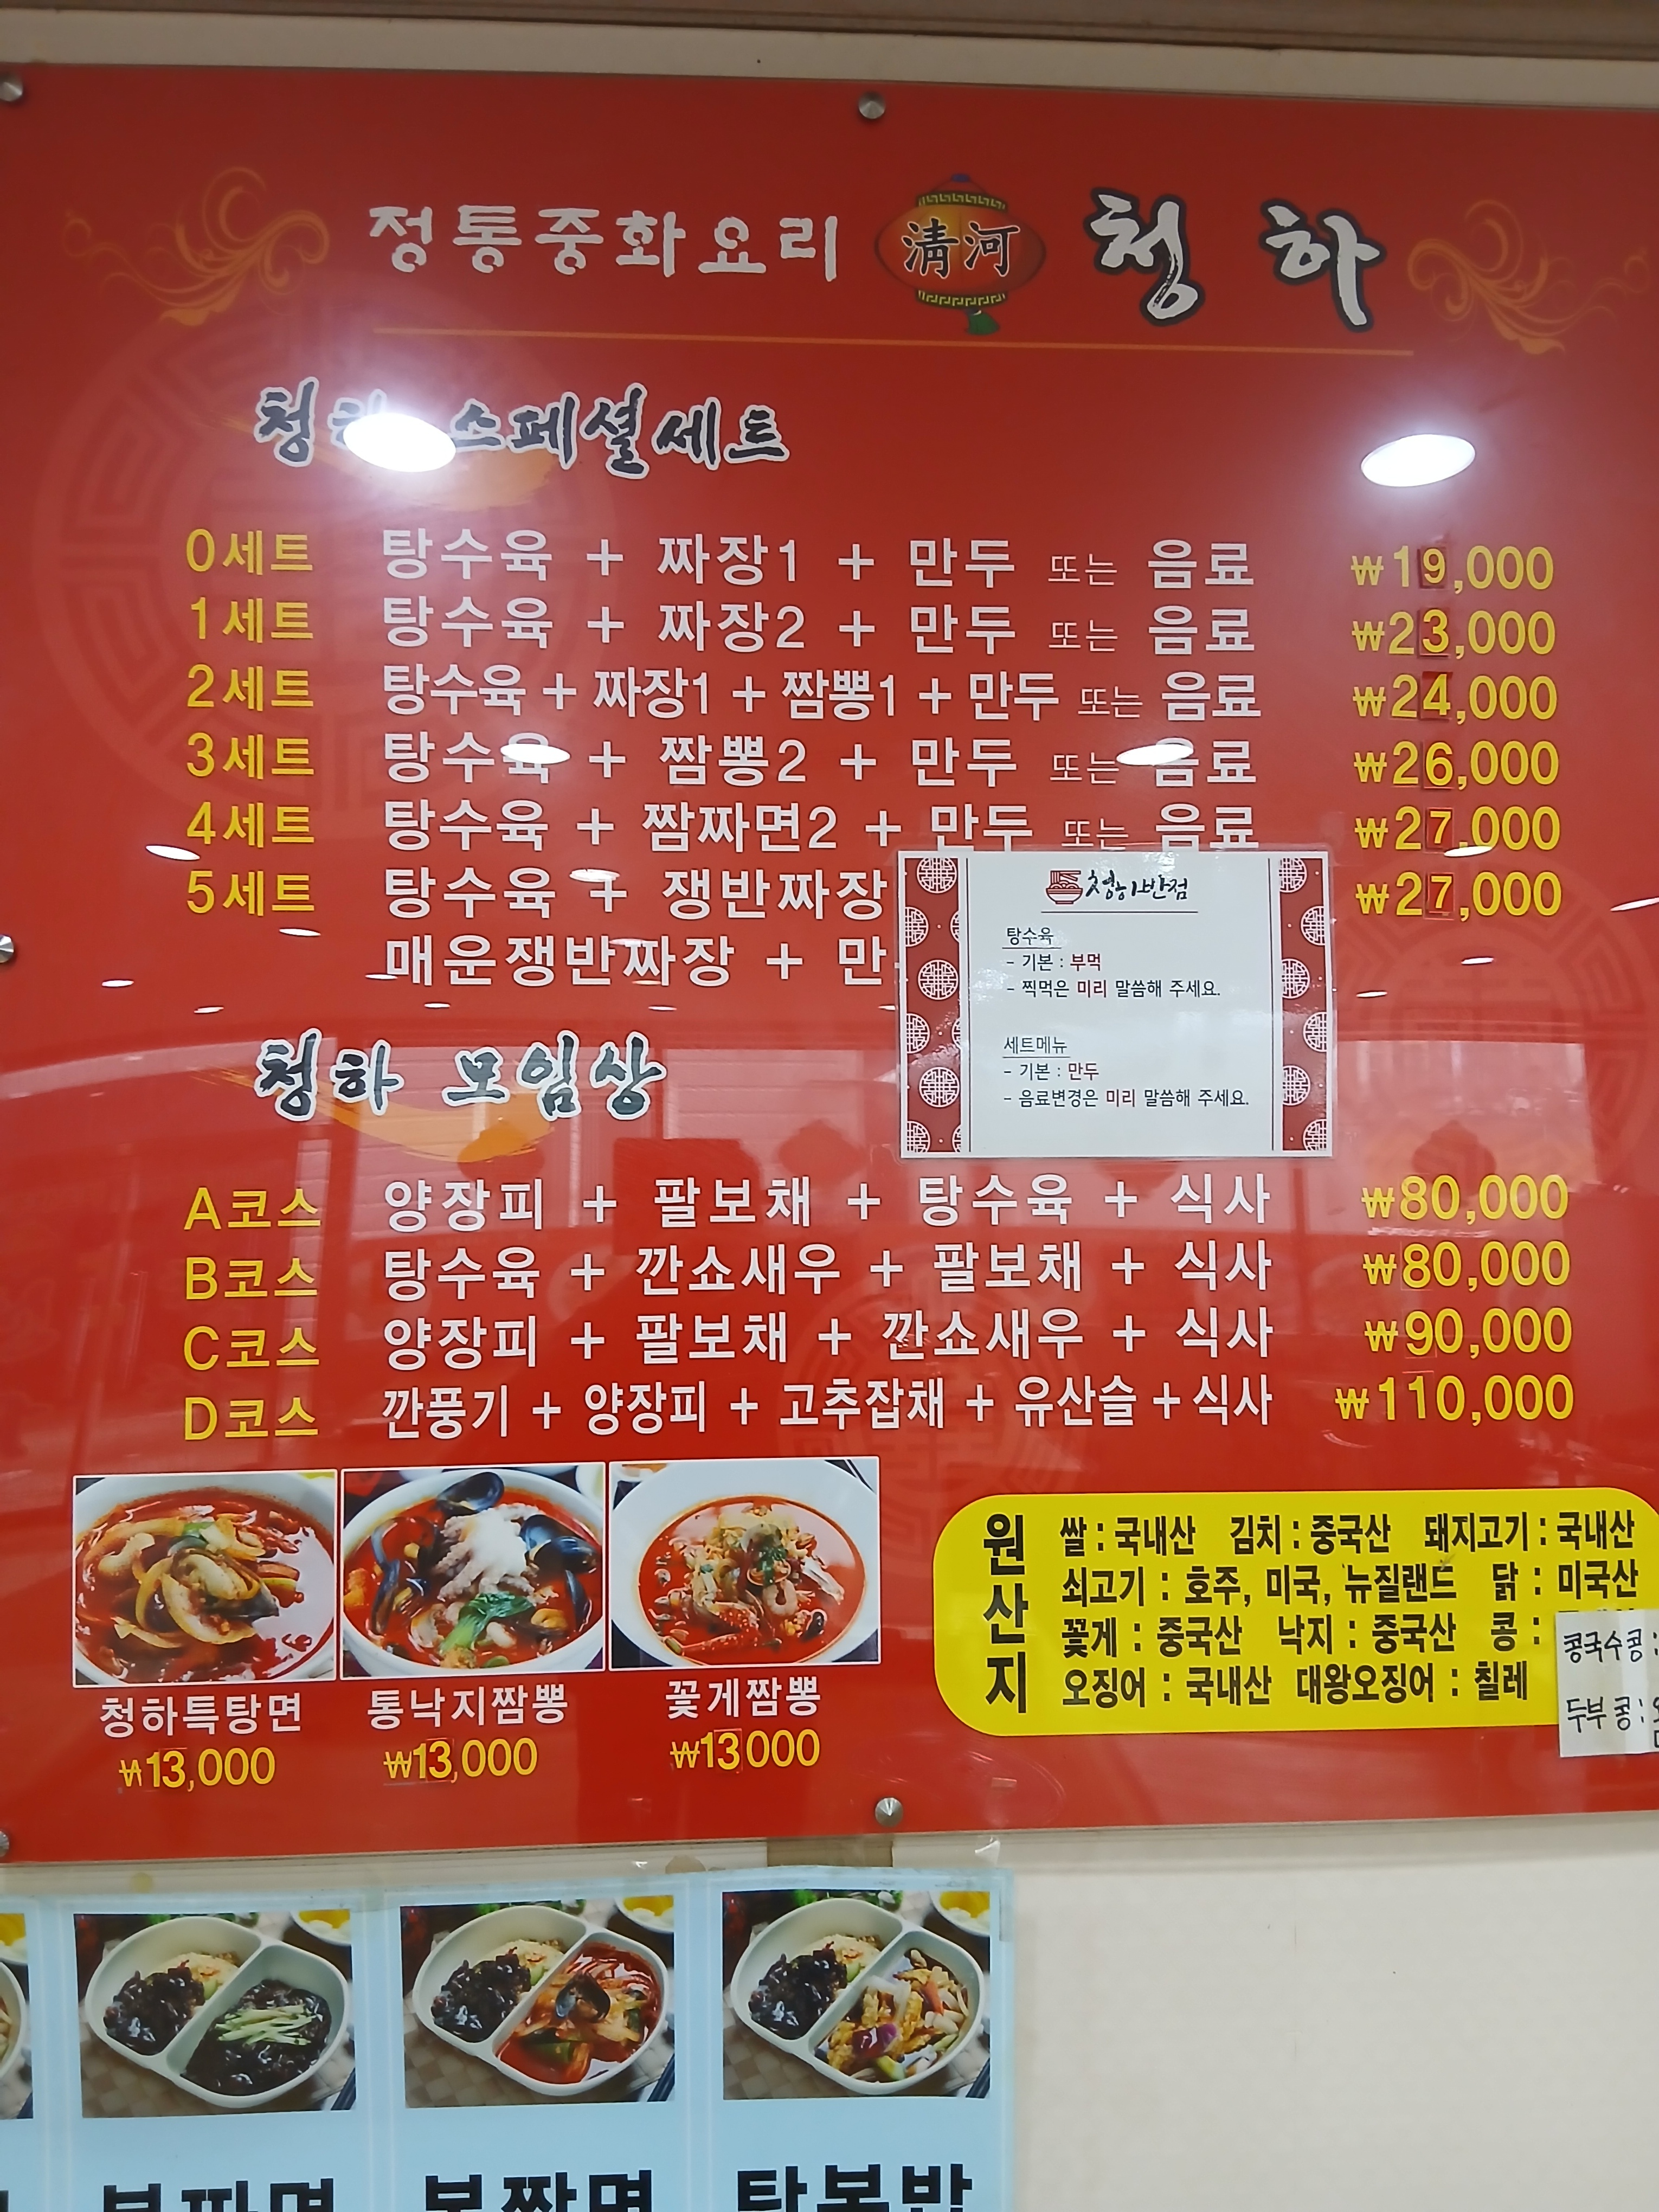 정통중화요리 淸河 청하
청하 스페셜세트
0세트 탕수육 + 짜장1 + 만두 또는 음료 ₩19,000
1세트 탕수육 + 짜장2 + 만두 또는 음료 ₩23,000
2세트 탕수육 + 짜장1 + 짬뽕1 + 만두 또는 음료 ₩24,000
3세트 탕수육 + 짬뽕2 + 만두 또는 음료 ₩26,000
4세트 탕수육 + 짬짜면2 + 만두 또는 음료 ₩27,000
5세트 탕수육 + 쟁반짜장 ₩27,000
매운쟁반짜장 + 만
청하반점
탕수육
- 기본 : 부먹
- 찍먹은 미리 말씀해 주세요.
세트메뉴
- 기본 : 만두
- 음료변경은 미리 말씀해 주세요.
청하 모임상
A코스 양장피 + 팔보채 + 탕수육 + 식사 ₩80,000
B코스 탕수육 + 깐쇼새우 + 팔보채 + 식사 ₩80,000
C코스 양장피 + 팔보채 + 깐쇼새우 + 식사 ₩90,000
D코스 깐풍기 + 양장피 + 고추잡채 + 유산슬 + 식사 ₩110,000
청하특탕면
₩13,000
통낙지짬뽕
₩13,000
꽃게짬뽕
₩13000
원산지
쌀 : 국내산 김치 : 중국산 돼지고기 : 국내산
쇠고기 : 호주, 미국, 뉴질랜드 닭 : 미국산
꽃게 : 중국산 낙지 : 중국산 콩 :
오징어 : 국내산 대왕오징어 : 칠레
콩국수콩 :
두부콩 :
볶짜면
볶짬면
탕볶밥